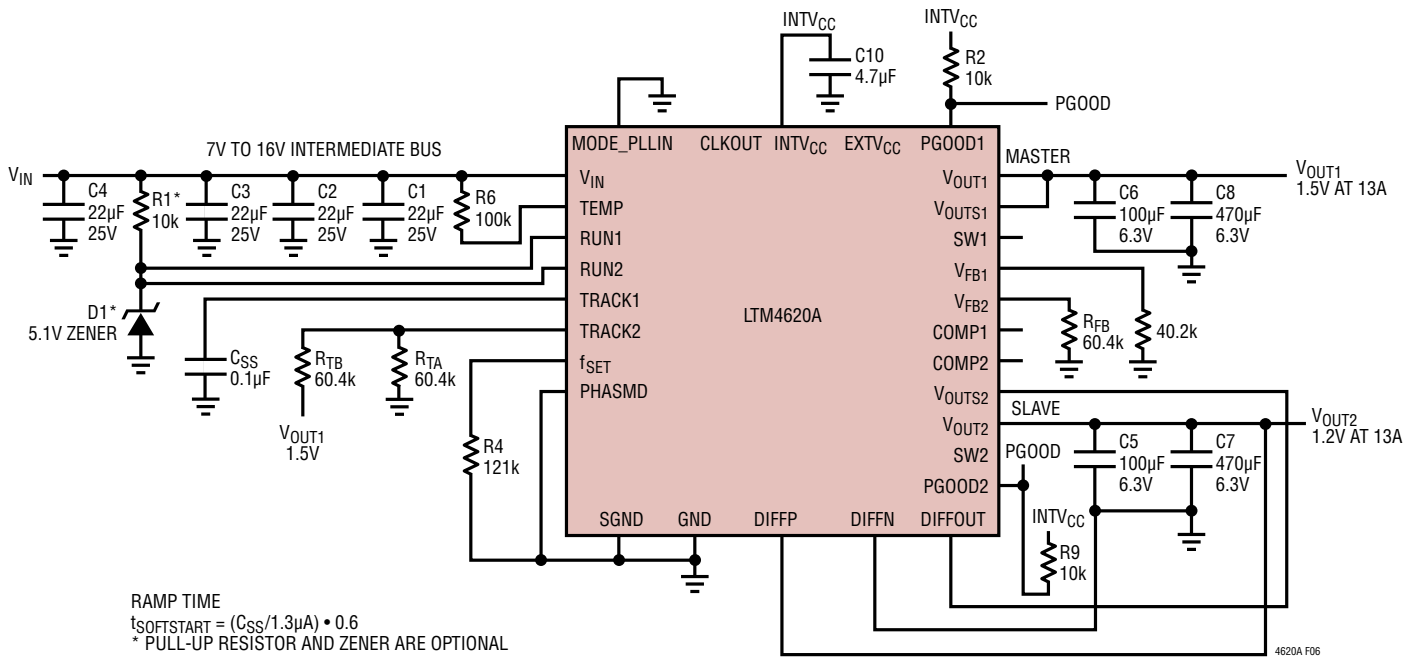 INTVCC
C10
4.7µF
INTVCC
R2
10k
PGOOD
7V TO 16V INTERMEDIATE BUS
VIN
C4
22µF
25V
R1*
10k
C3
22µF
25V
C2
22µF
25V
C1
22µF
25V
R6
100k
D1*
5.1V ZENER
CSS
0.1µF
RTB
60.4k
RTA
60.4k
VOUT1
1.5V
R4
121k
MODE_PLLIN
CLKOUT
INTVCC
EXTVCC
PGOOD1
VIN
TEMP
RUN1
RUN2
TRACK1
TRACK2
fSET
PHASMD
LTM4620A
VOUT1
VOUTS1
SW1
VFB1
VFB2
COMP1
COMP2
VOUTS2
VOUT2
SW2
PGOOD2
SGND
GND
DIFFP
DIFFN
DIFFOUT
MASTER
C6
100µF
6.3V
C8
470µF
6.3V
VOUT1
1.5V AT 13A
RFB
60.4k
40.2k
SLAVE
C5
100µF
6.3V
C7
470µF
6.3V
VOUT2
1.2V AT 13A
PGOOD
INTVCC
R9
10k
RAMP TIME
tSOFTSTART = (CSS/1.3µA) • 0.6
* PULL-UP RESISTOR AND ZENER ARE OPTIONAL
4620A F06